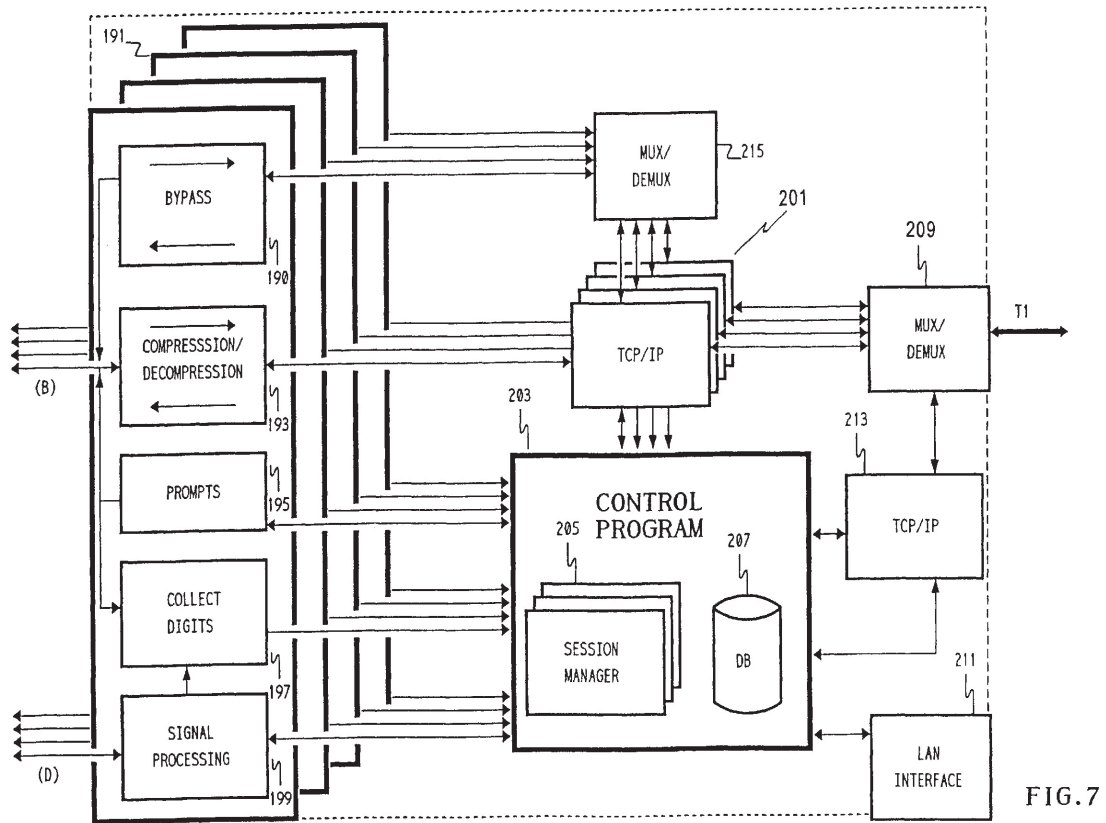 191
BYPASS
190
MUX/
DEMUX
215
201
209
COMPRESSSION/
DECOMPRESSION
193
(B)
TCP/IP
MUX/
DEMUX
T1
203
213
PROMPTS
195
CONTROL
PROGRAM
TCP/IP
205
207
COLLECT
DIGITS
197
SESSION
MANAGER
DB
211
SIGNAL
PROCESSING
199
(D)
LAN
INTERFACE
FIG.7